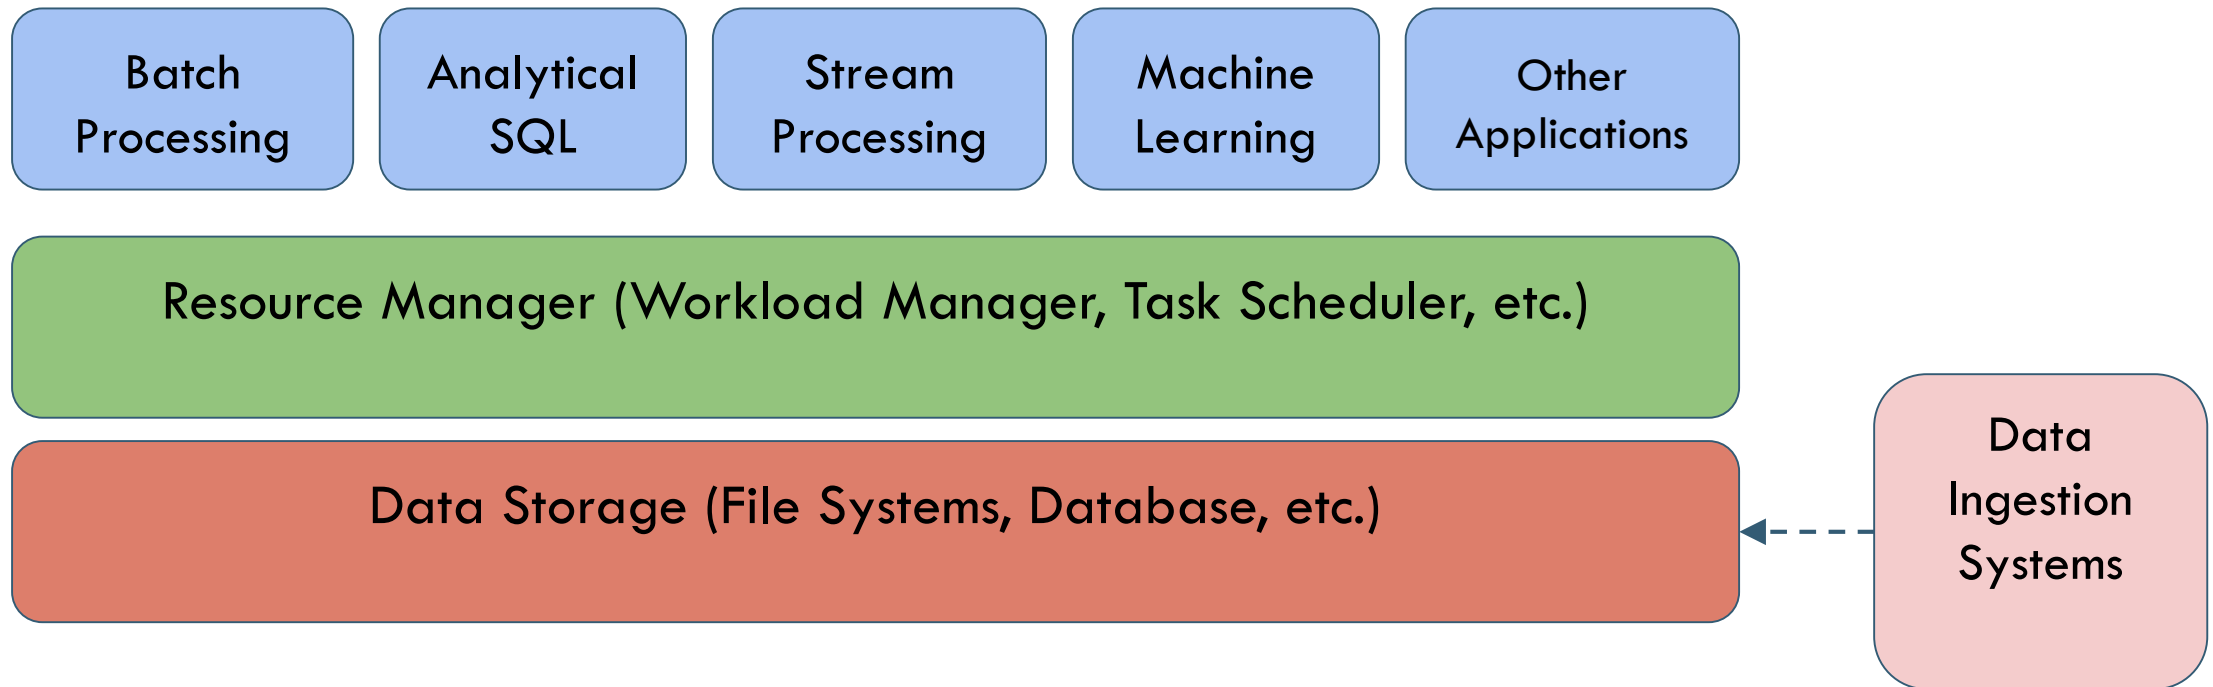 Batch
Processing
Analytical
SQL
Stream
Processing
Machine
Learning
Other
Applications
Resource Manager (Workload Manager, Task Scheduler, etc.)
Data Storage (File Systems, Database, etc.)
Data
Ingestion
Systems